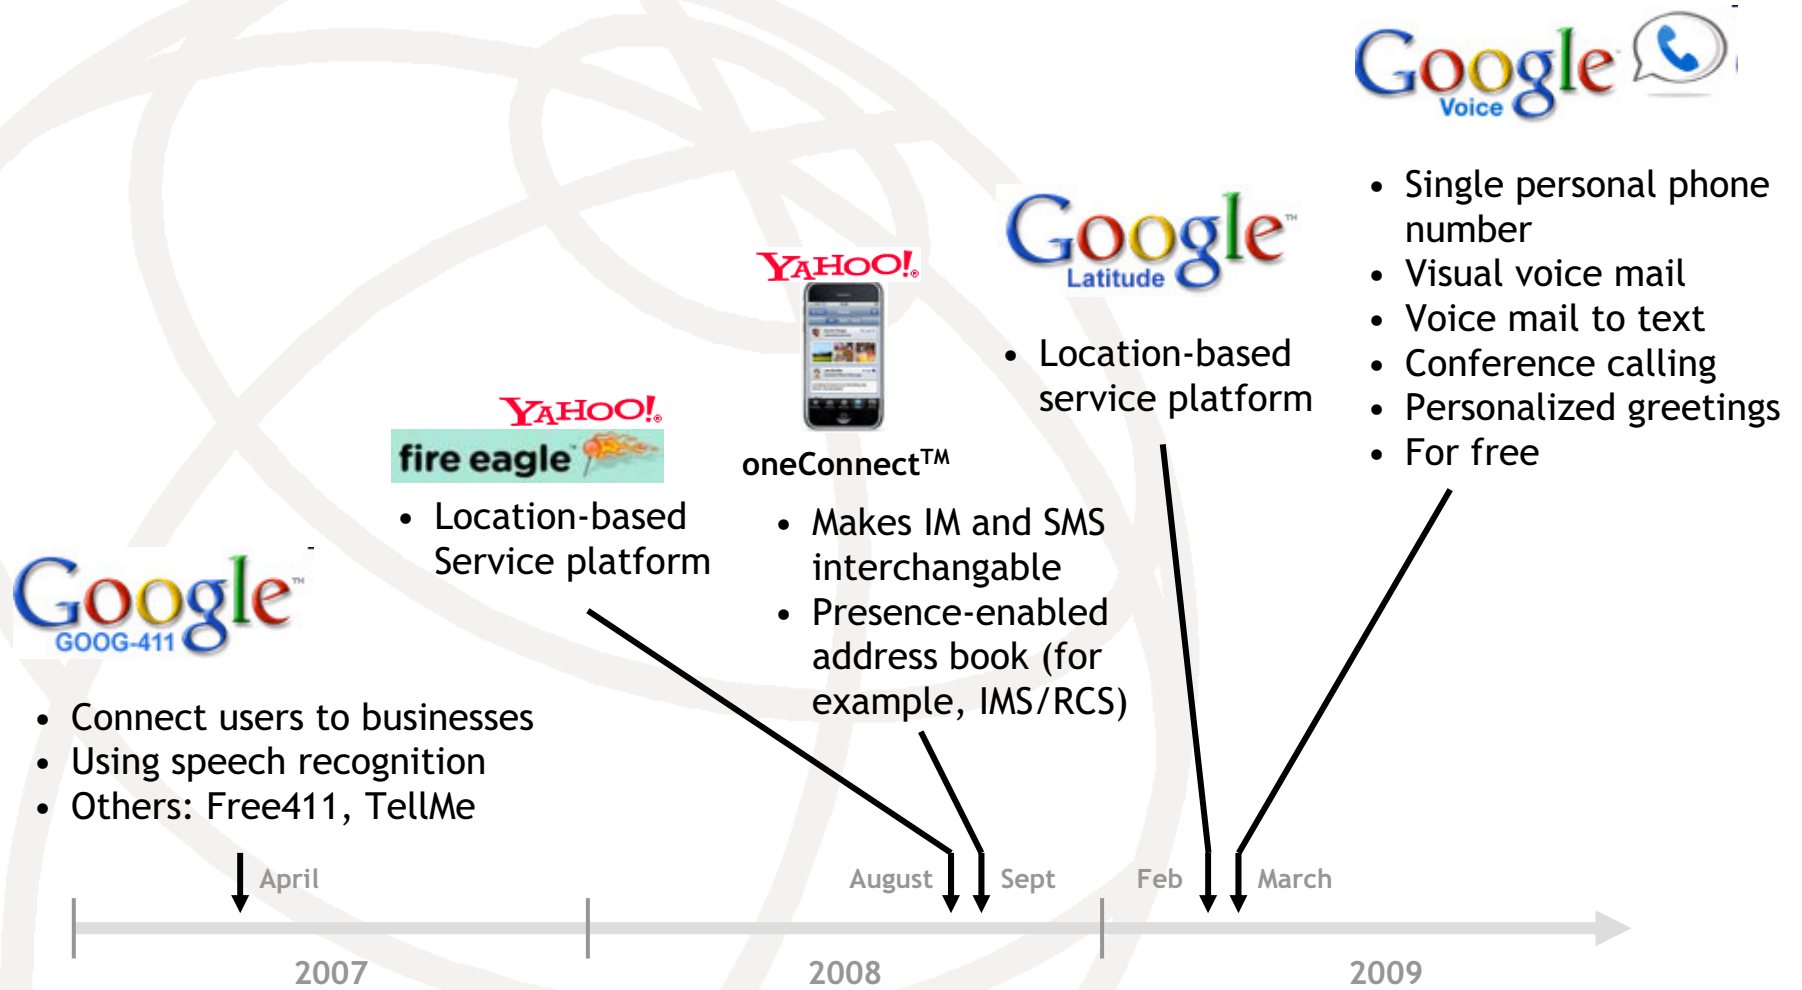 Google
Voice
• Single personal phone
number
• Visual voice mail
• Voice mail to text
• Conference calling
• Personalized greetings
• For free
Google™
Latitude
• Location-based
service platform
YAHOO!®
oneConnect™
• Makes IM and SMS
interchangable
• Presence-enabled
address book (for
example, IMS/RCS)
YAHOO!®
fire eagle™
• Location-based
Service platform
Google™
GOOG-411
• Connect users to businesses
• Using speech recognition
• Others: Free411, TellMe
April
August
Sept
Feb
March
2007
2008
2009